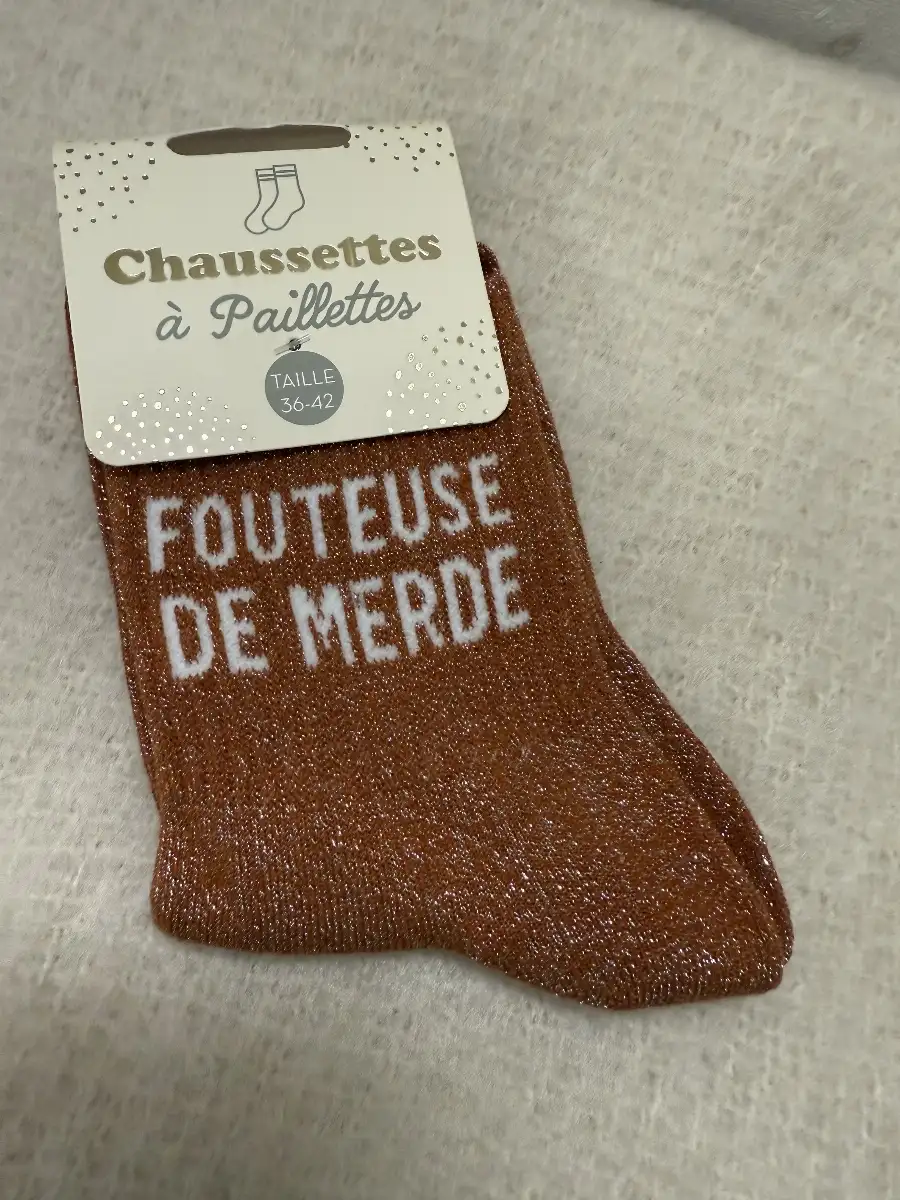 Chaussettes
à Paillettes
TAILLE
36-42
FOUTEUSE
DE MERDE